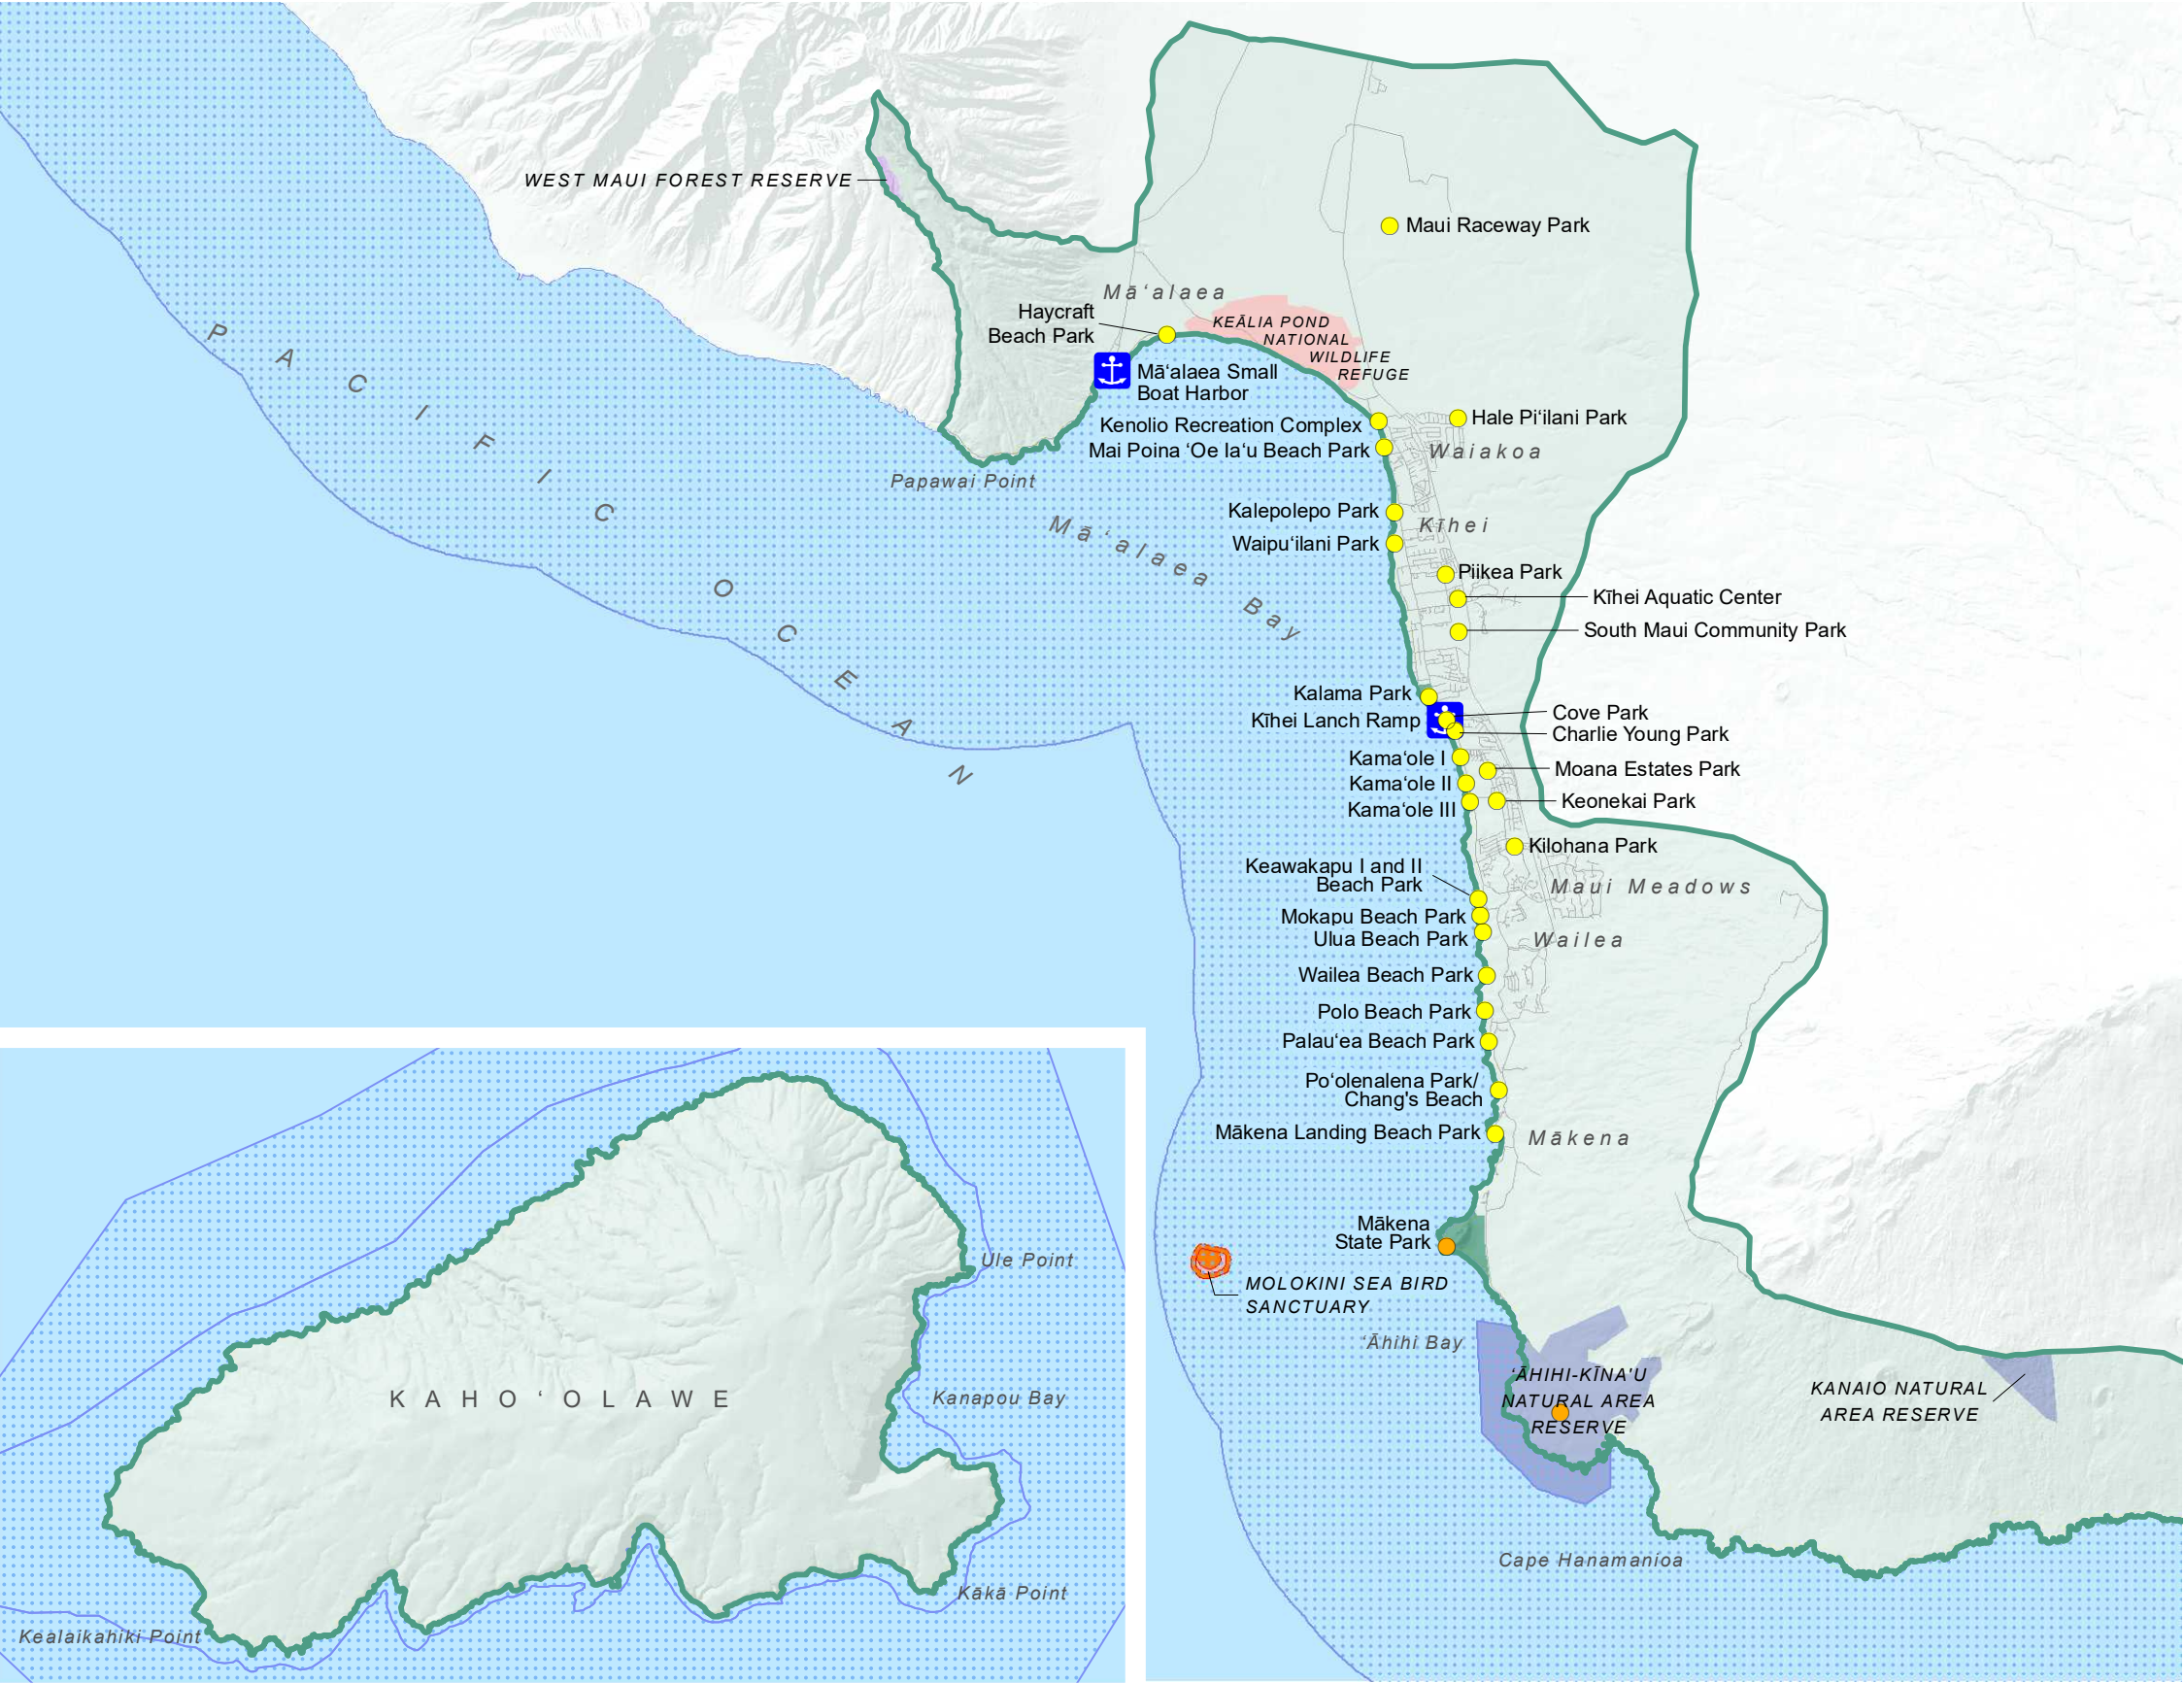 WEST MAUI FOREST RESERVE
Maui Raceway Park
Mā‘alaea
Haycraft
Beach Park
KEĀLIA POND
NATIONAL
WILDLIFE
REFUGE
Mā‘alaea Small
Boat Harbor
Kenolio Recreation Complex
Hale Pi‘ilani Park
Mai Poina ‘Oe Ia‘u Beach Park
Waiakoa
Papawai Point
PACIFIC OCEAN
Mā‘alaea Bay
Kalepolepo Park
Kīhei
Waipu‘ilani Park
Piikea Park
Kīhei Aquatic Center
South Maui Community Park
Kalama Park
Kīhei Lanch Ramp
Cove Park
Charlie Young Park
Kama‘ole I
Moana Estates Park
Kama‘ole II
Kama‘ole III
Keonekai Park
Kilohana Park
Keawakapu I and II
Beach Park
Maui Meadows
Mokapu Beach Park
Ulua Beach Park
Wailea
Wailea Beach Park
Polo Beach Park
Palau‘ea Beach Park
Po‘olenalena Park/
Chang's Beach
Mākena Landing Beach Park
Mākena
Mākena
State Park
MOLOKINI SEA BIRD
SANCTUARY
‘Āhihi Bay
‘ĀHIHI-KĪNA'U
NATURAL AREA
RESERVE
KANAIO NATURAL
AREA RESERVE
Cape Hanamanioa
Ule Point
KAHO‘OLAWE
Kanapou Bay
Kākā Point
Kealaikahiki Point